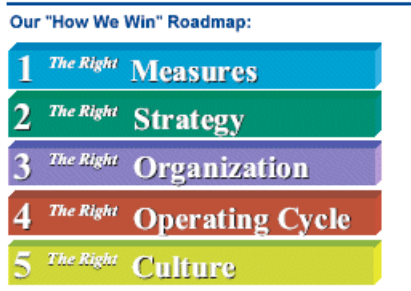 Our "How We Win" Roadmap:
1 The Right Measures
2 The Right Strategy
3 The Right Organization
4 The Right Operating Cycle
5 The Right Culture